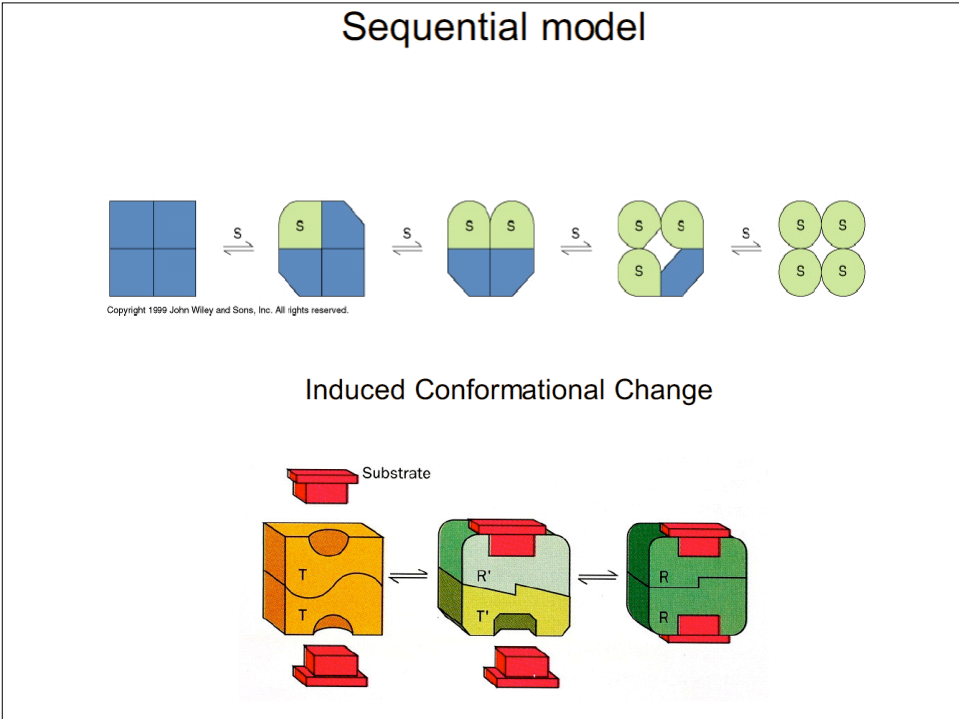 Sequential model
S S S S
S S S S S S S S S S
Copyright 1999 John Wiley and Sons, Inc. All rights reserved.
Induced Conformational Change
Substrate
T R' R
T T' R